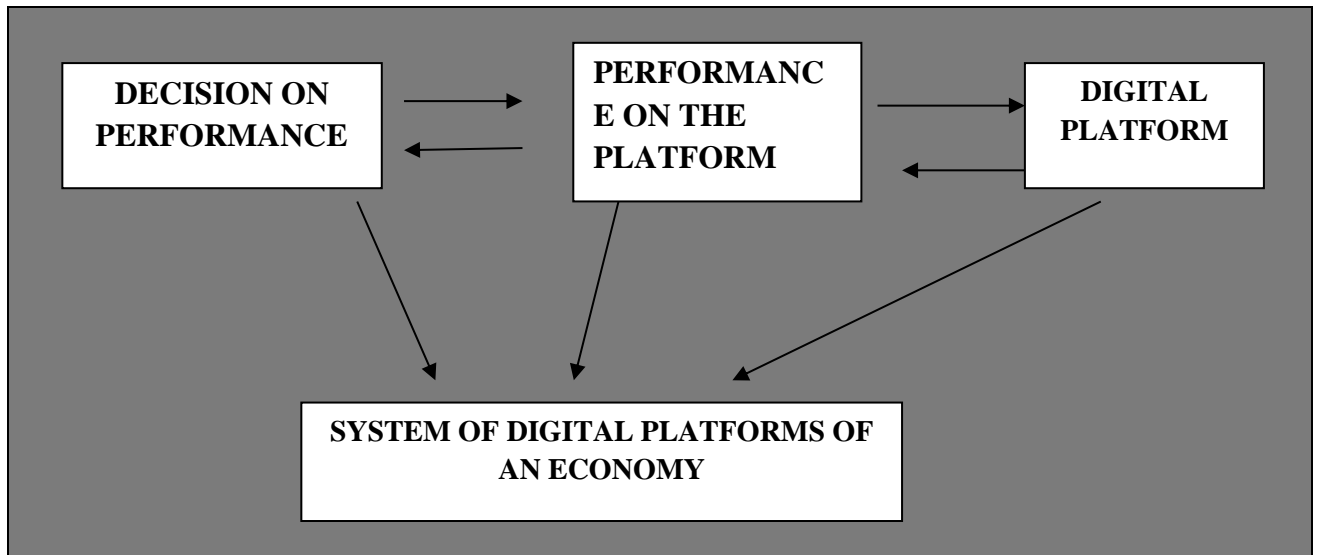 DECISION ON
PERFORMANCE
PERFORMANC
E ON THE
PLATFORM
DIGITAL
PLATFORM
SYSTEM OF DIGITAL PLATFORMS OF
AN ECONOMY